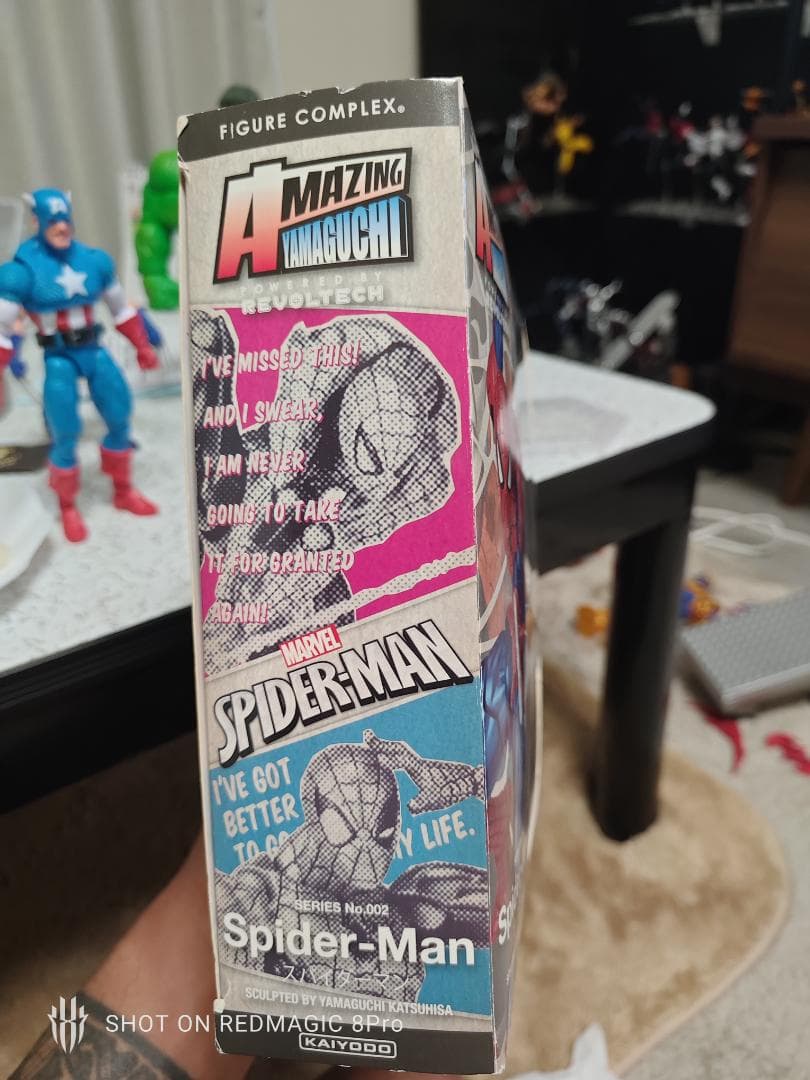 FIGURE COMPLEX®
AMAZING
YAMAGUCHI
POWERED BY
REVOLTECH
I'VE MISSED THIS!
AND I SWEAR,
I AM NEVER
GOING TO TAKE
IT FOR GRANTED
AGAIN!
MARVEL
SPIDER-MAN
I'VE GOT
BETTER
TO MY LIFE.
SERIES No.002
Spider-Man
スパイダーマン
SCULPTED BY YAMAGUCHI KATSUHISA
SHOT ON REDMAGIC 8Pro
KAIYODO